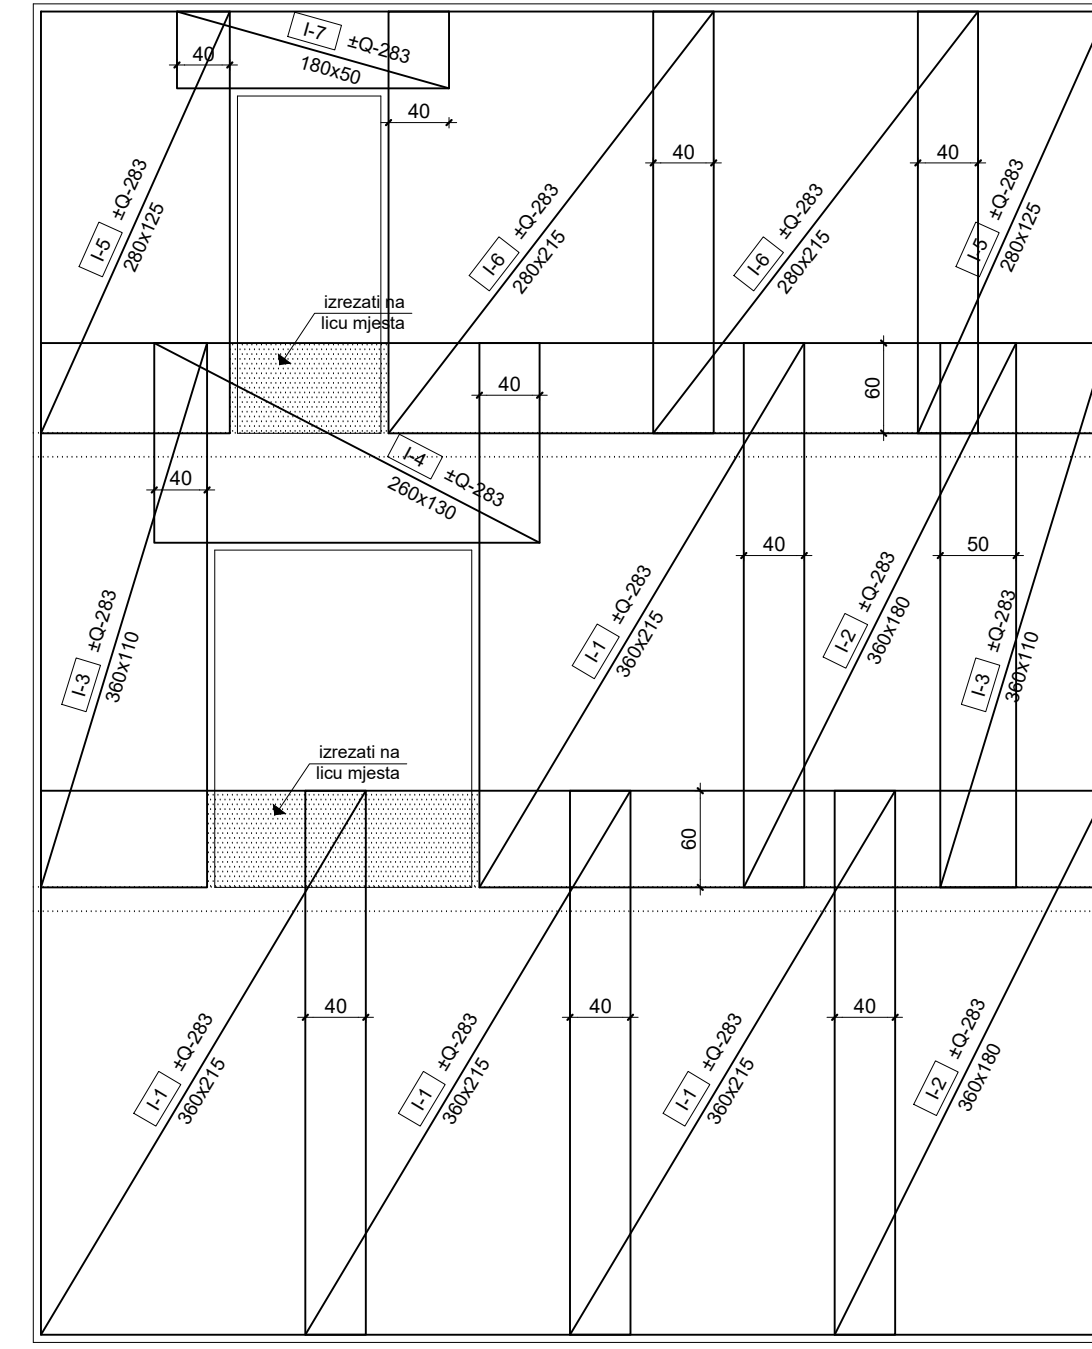 I-7 ±Q-283
180x50
40
40
40
40
I-5 ±Q-283
280x125
I-6 ±Q-283
280x215
I-6 ±Q-283
280x215
I-5 ±Q-283
280x125
izrezati na
licu mjesta
40
60
I-4 ±Q-283
260x130
40
40
50
I-3 ±Q-283
360x110
I-1 ±Q-283
360x215
I-2 ±Q-283
360x180
I-3 ±Q-283
360x110
izrezati na
licu mjesta
60
40
40
40
I-1 ±Q-283
360x215
I-1 ±Q-283
360x215
I-1 ±Q-283
360x215
I-2 ±Q-283
360x180